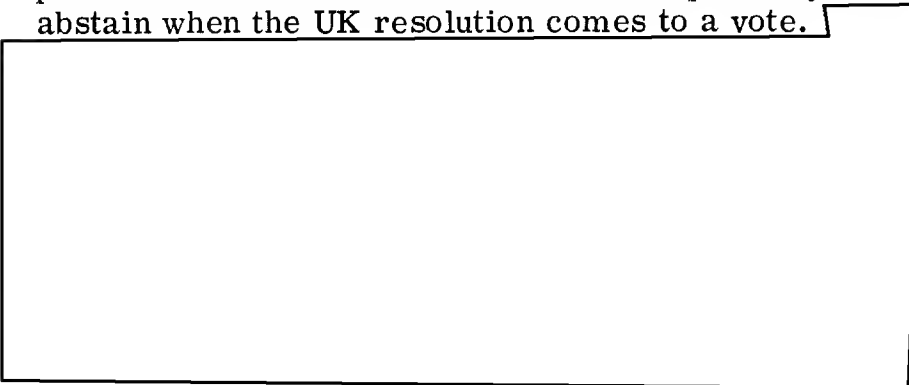 abstain when the UK resolution comes to a vote.